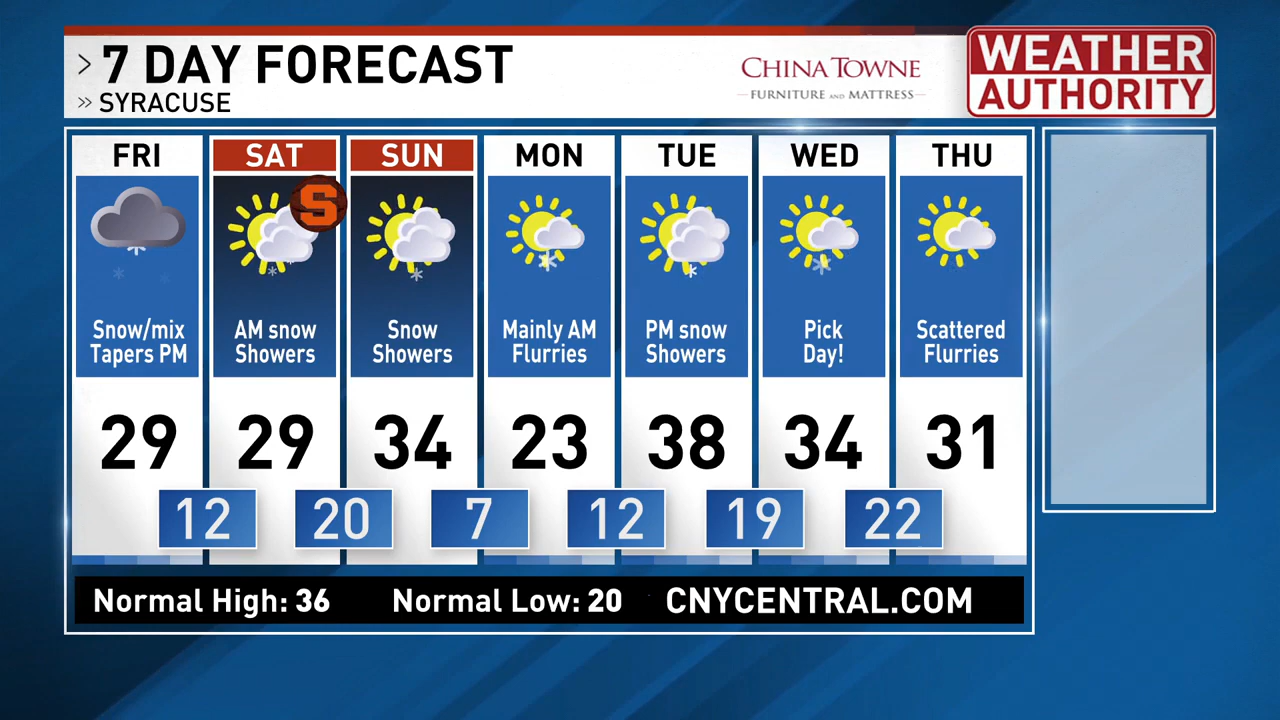 > 7 DAY FORECAST
» SYRACUSE
CHINA TOWNE
FURNITURE AND MATTRESS
WEATHER
AUTHORITY
FRI SAT SUN MON TUE WED THU
S
Snow/mix AM snow Snow Mainly AM PM snow Pick Scattered
Tapers PM Showers Showers Flurries Showers Day! Flurries
29 29 34 23 38 34 31
12 20 7 12 19 22
Normal High: 36 Normal Low: 20 CNYCENTRAL.COM